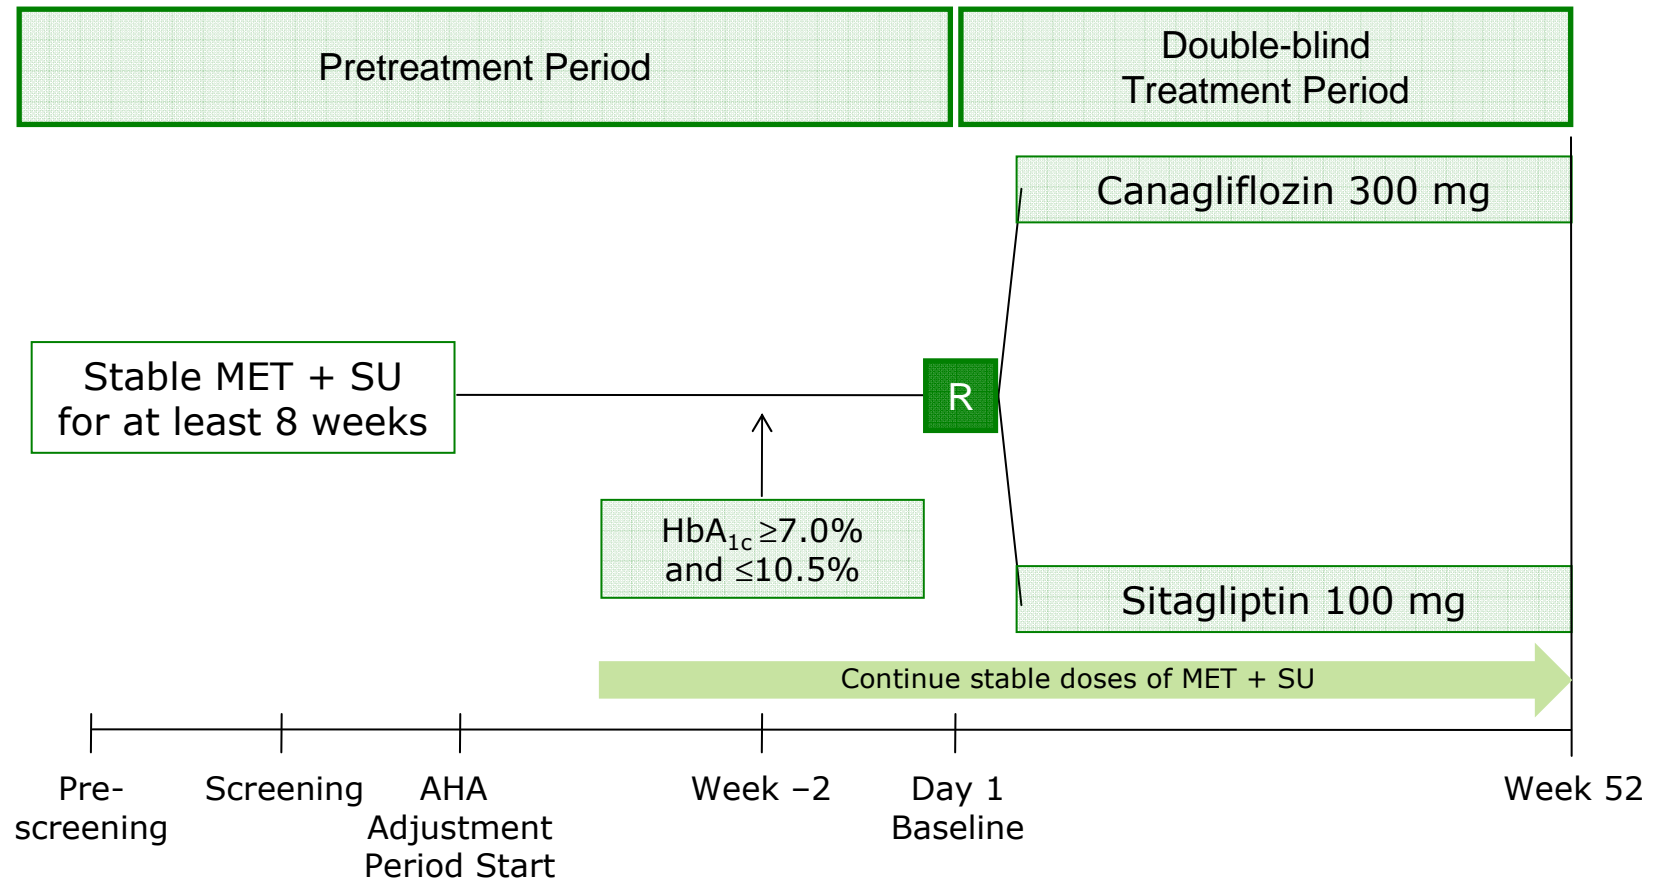 Pretreatment Period
Double-blind
Treatment Period
Canagliflozin 300 mg
Stable MET + SU
for at least 8 weeks
R
HbA1c ≥7.0%
and ≤10.5%
Sitagliptin 100 mg
Continue stable doses of MET + SU
Pre-
screening
Screening
AHA
Adjustment
Period Start
Week –2
Day 1
Baseline
Week 52